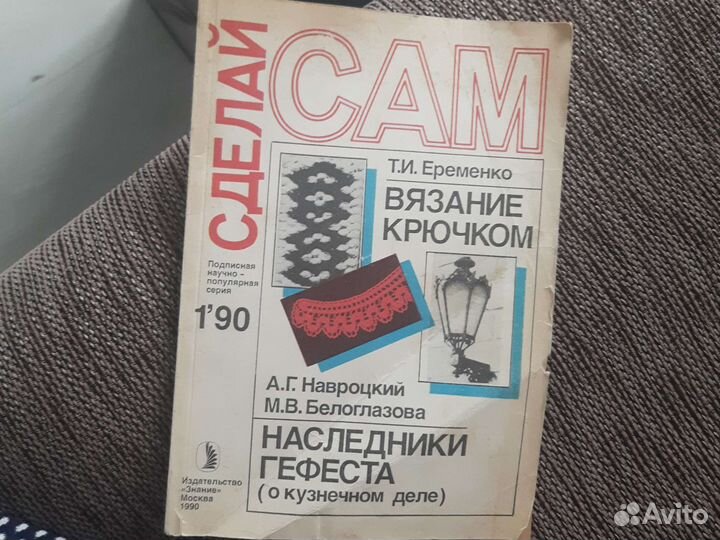 СДЕЛАЙ
САМ
Т.И. Еременко
ВЯЗАНИЕ
КРЮЧКОМ
Подписная
научно-
популярная
серия
1'90
А.Г. Навроцкий
М.В. Белоглазова
НАСЛЕДНИКИ
ГЕФЕСТА
(о кузнечном деле)
Издательство
«Знание»
Москва
1990
Avito